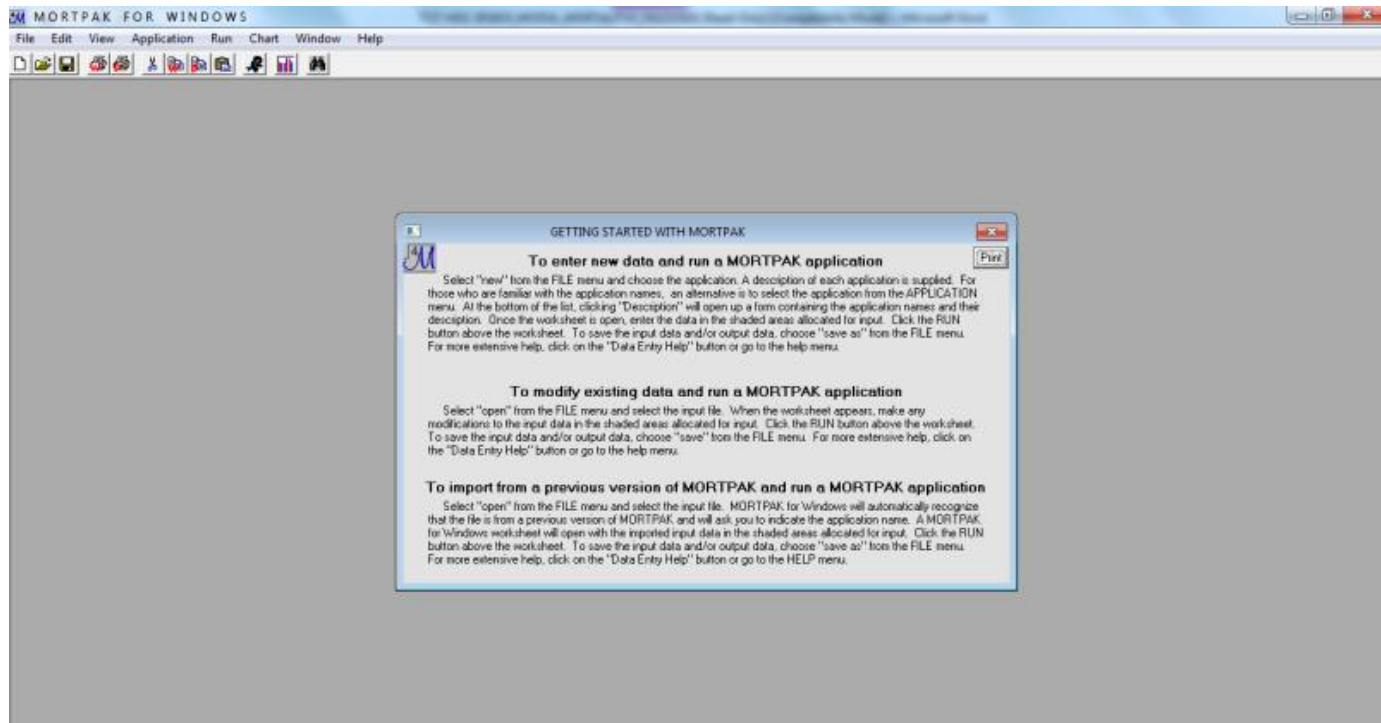 MORTPAK FOR WINDOWS
File Edit View Application Run Chart Window Help
GETTING STARTED WITH MORTPAK
Print
To enter new data and run a MORTPAK application
Select "new" from the FILE menu and choose the application. A description of each application is supplied. For
those who are familiar with the application names, an alternative is to select the application from the APPLICATION
menu. At the bottom of the list, clicking "Description" will open up a form containing the application names and their
description. Once the worksheet is open, enter the data in the shaded areas allocated for input. Click the RUN
button above the worksheet. To save the input data and/or output data, choose "save as" from the FILE menu.
For more extensive help, click on the "Data Entry Help" button or go to the help menu.
To modify existing data and run a MORTPAK application
Select "open" from the FILE menu and select the input file. When the worksheet appears, make any
modifications to the input data in the shaded areas allocated for input. Click the RUN button above the worksheet.
To save the input data and/or output data, choose "save" from the FILE menu. For more extensive help, click on
the "Data Entry Help" button or go to the help menu.
To import from a previous version of MORTPAK and run a MORTPAK application
Select "open" from the FILE menu and select the input file. MORTPAK for Windows will automatically recognize
that the file is from a previous version of MORTPAK and will ask you to indicate the application name. A MORTPAK
for Windows worksheet will open with the imported input data in the shaded areas allocated for input. Click the RUN
button above the worksheet. To save the input data and/or output data, choose "save as" from the FILE menu.
For more extensive help, click on the "Data Entry Help" button or go to the HELP menu.